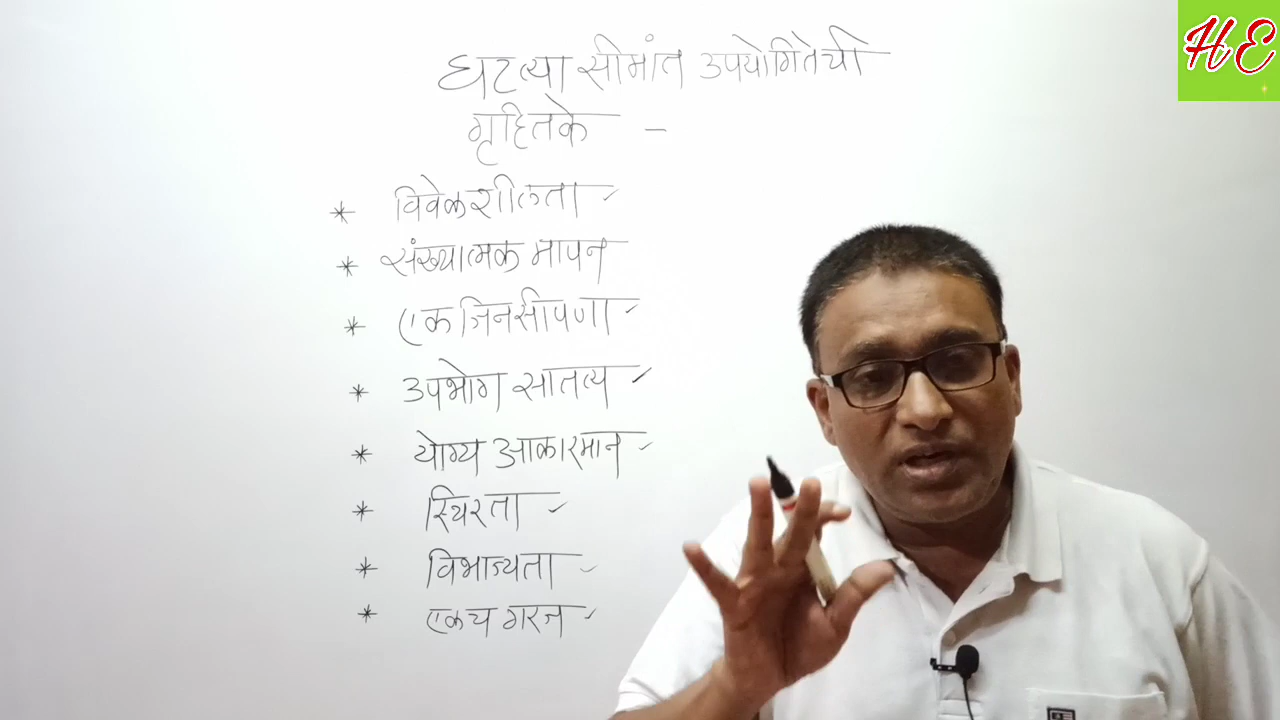 HE
घटत्या सीमांत उपयोगितेची
गृहितके -
* विवेकशीलता
* संख्यात्मक मापन
* एकजिनसीपणा
* उपभोग सातत्य
* योग्य आकारमान
* स्थिरता
* विभाज्यता
* एकच गरज